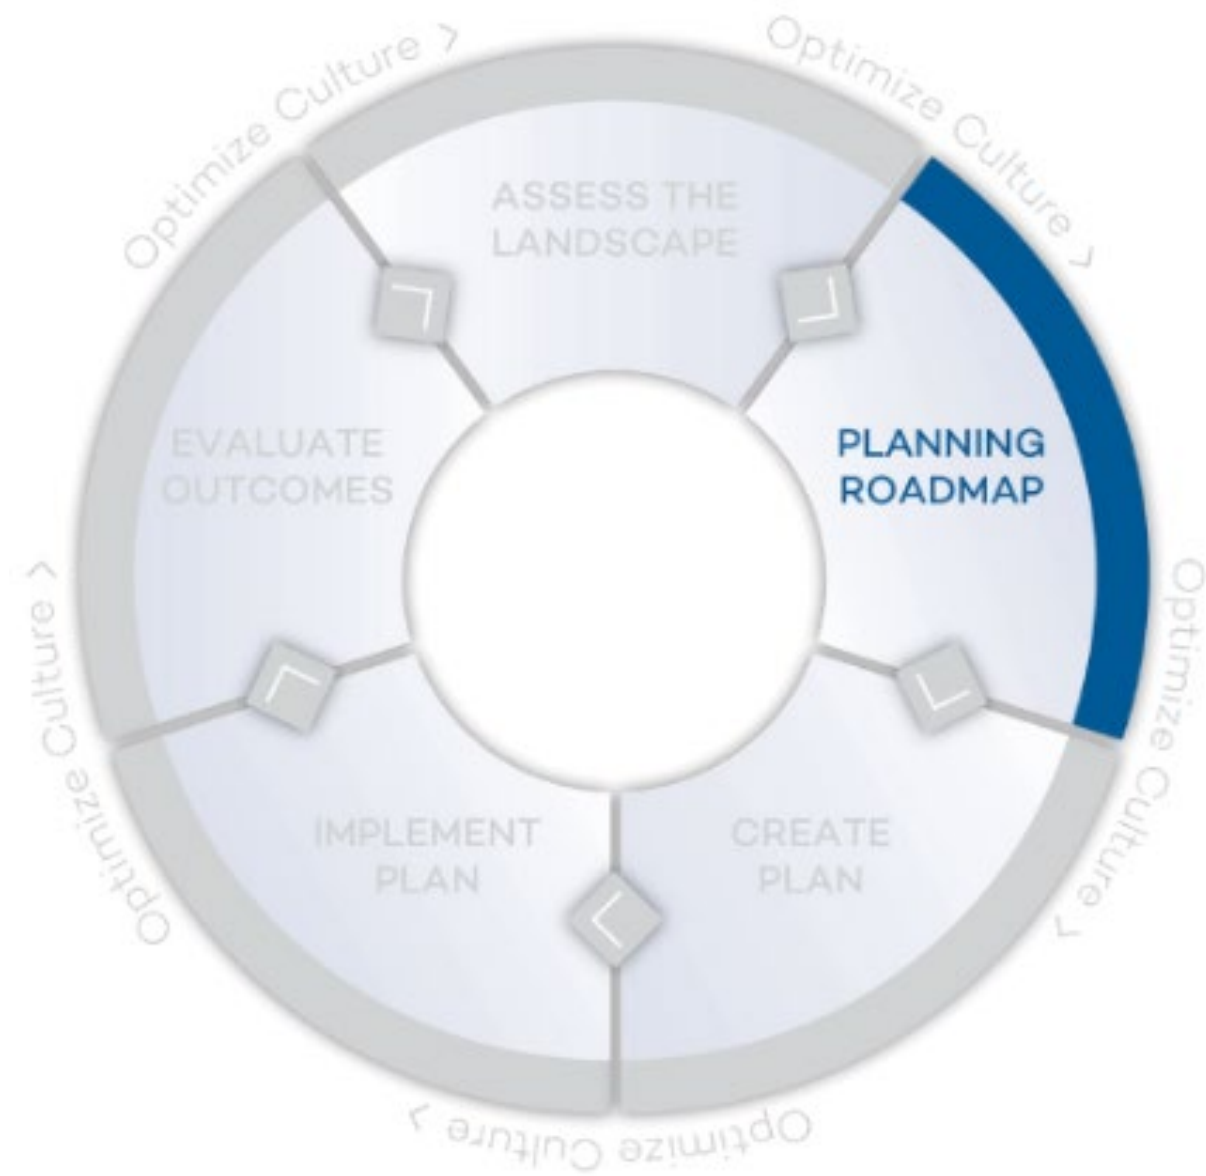 Optimize Culture >
Optimize Culture >
ASSESS THE
LANDSCAPE
PLANNING
ROADMAP
Optimize Culture >
CREATE
PLAN
Optimize Culture >
IMPLEMENT
PLAN
Optimize Culture >
EVALUATE
OUTCOMES